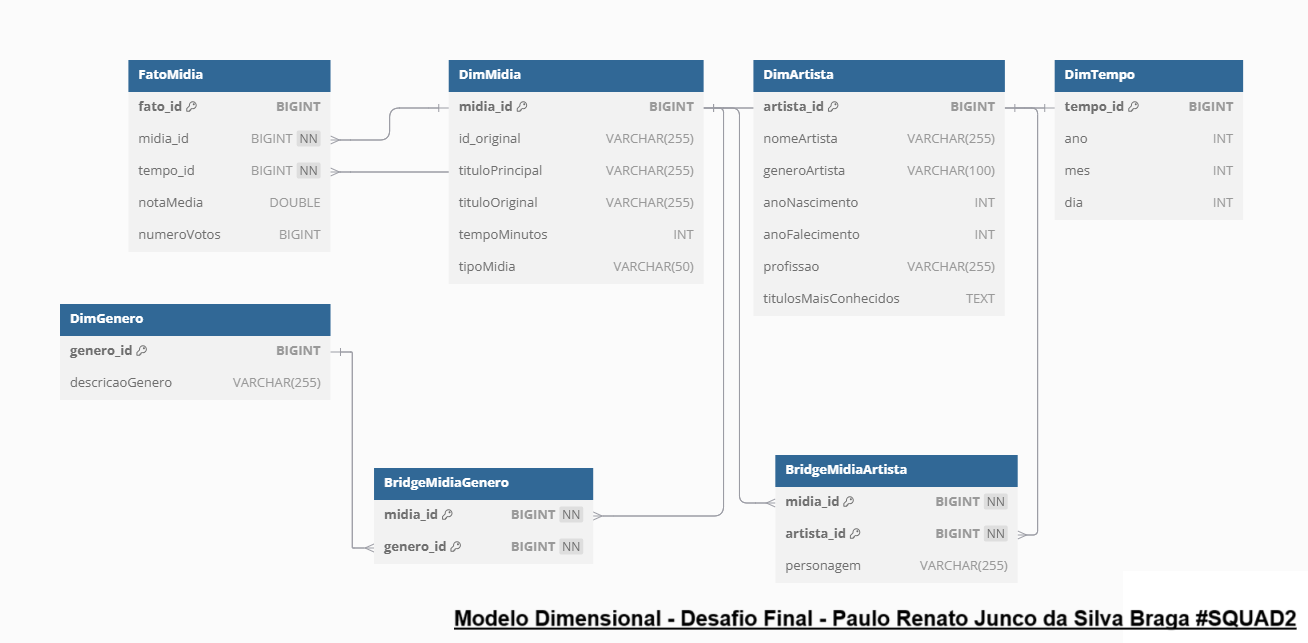 FatoMidia
fato_id BIGINT
midia_id BIGINT NN
tempo_id BIGINT NN
notaMedia DOUBLE
numeroVotos BIGINT
DimMidia
midia_id BIGINT
id_original VARCHAR(255)
tituloPrincipal VARCHAR(255)
tituloOriginal VARCHAR(255)
tempoMinutos INT
tipoMidia VARCHAR(50)
DimArtista
artista_id BIGINT
nomeArtista VARCHAR(255)
generoArtista VARCHAR(100)
anoNascimento INT
anoFalecimento INT
profissao VARCHAR(255)
titulosMaisConhecidos TEXT
DimTempo
tempo_id BIGINT
ano INT
mes INT
dia INT
DimGenero
genero_id BIGINT
descricaoGenero VARCHAR(255)
BridgeMidiaGenero
midia_id BIGINT NN
genero_id BIGINT NN
BridgeMidiaArtista
midia_id BIGINT NN
artista_id BIGINT NN
personagem VARCHAR(255)
Modelo Dimensional - Desafio Final - Paulo Renato Junco da Silva Braga #SQUAD2